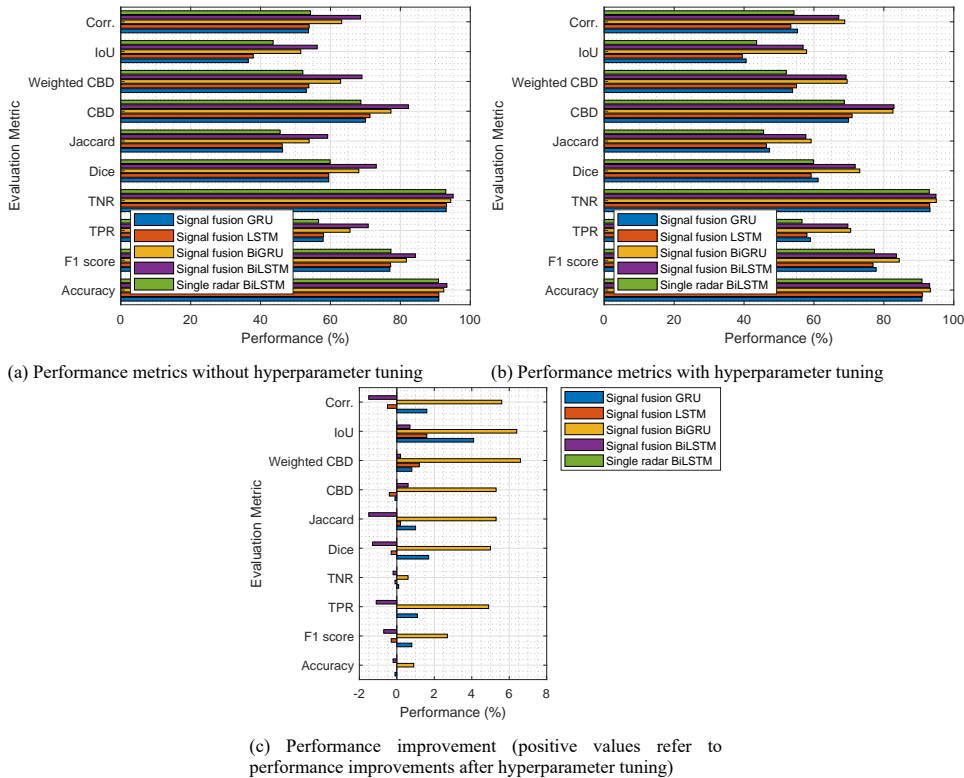 Corr.
IoU
Weighted CBD
CBD
Jaccard
Dice
TNR
TPR
F1 score
Accuracy
Evaluation Metric
Signal fusion GRU
Signal fusion LSTM
Signal fusion BiGRU
Signal fusion BiLSTM
Single radar BiLSTM
0 20 40 60 80 100
Performance (%)
(a) Performance metrics without hyperparameter tuning
Corr.
IoU
Weighted CBD
CBD
Jaccard
Dice
TNR
TPR
F1 score
Accuracy
Evaluation Metric
Signal fusion GRU
Signal fusion LSTM
Signal fusion BiGRU
Signal fusion BiLSTM
Single radar BiLSTM
0 20 40 60 80 100
Performance (%)
(b) Performance metrics with hyperparameter tuning
Corr.
IoU
Weighted CBD
CBD
Jaccard
Dice
TNR
TPR
F1 score
Accuracy
Evaluation Metric
-2 0 2 4 6 8
Performance (%)
Signal fusion GRU
Signal fusion LSTM
Signal fusion BiGRU
Signal fusion BiLSTM
Single radar BiLSTM
(c) Performance improvement (positive values refer to
performance improvements after hyperparameter tuning)